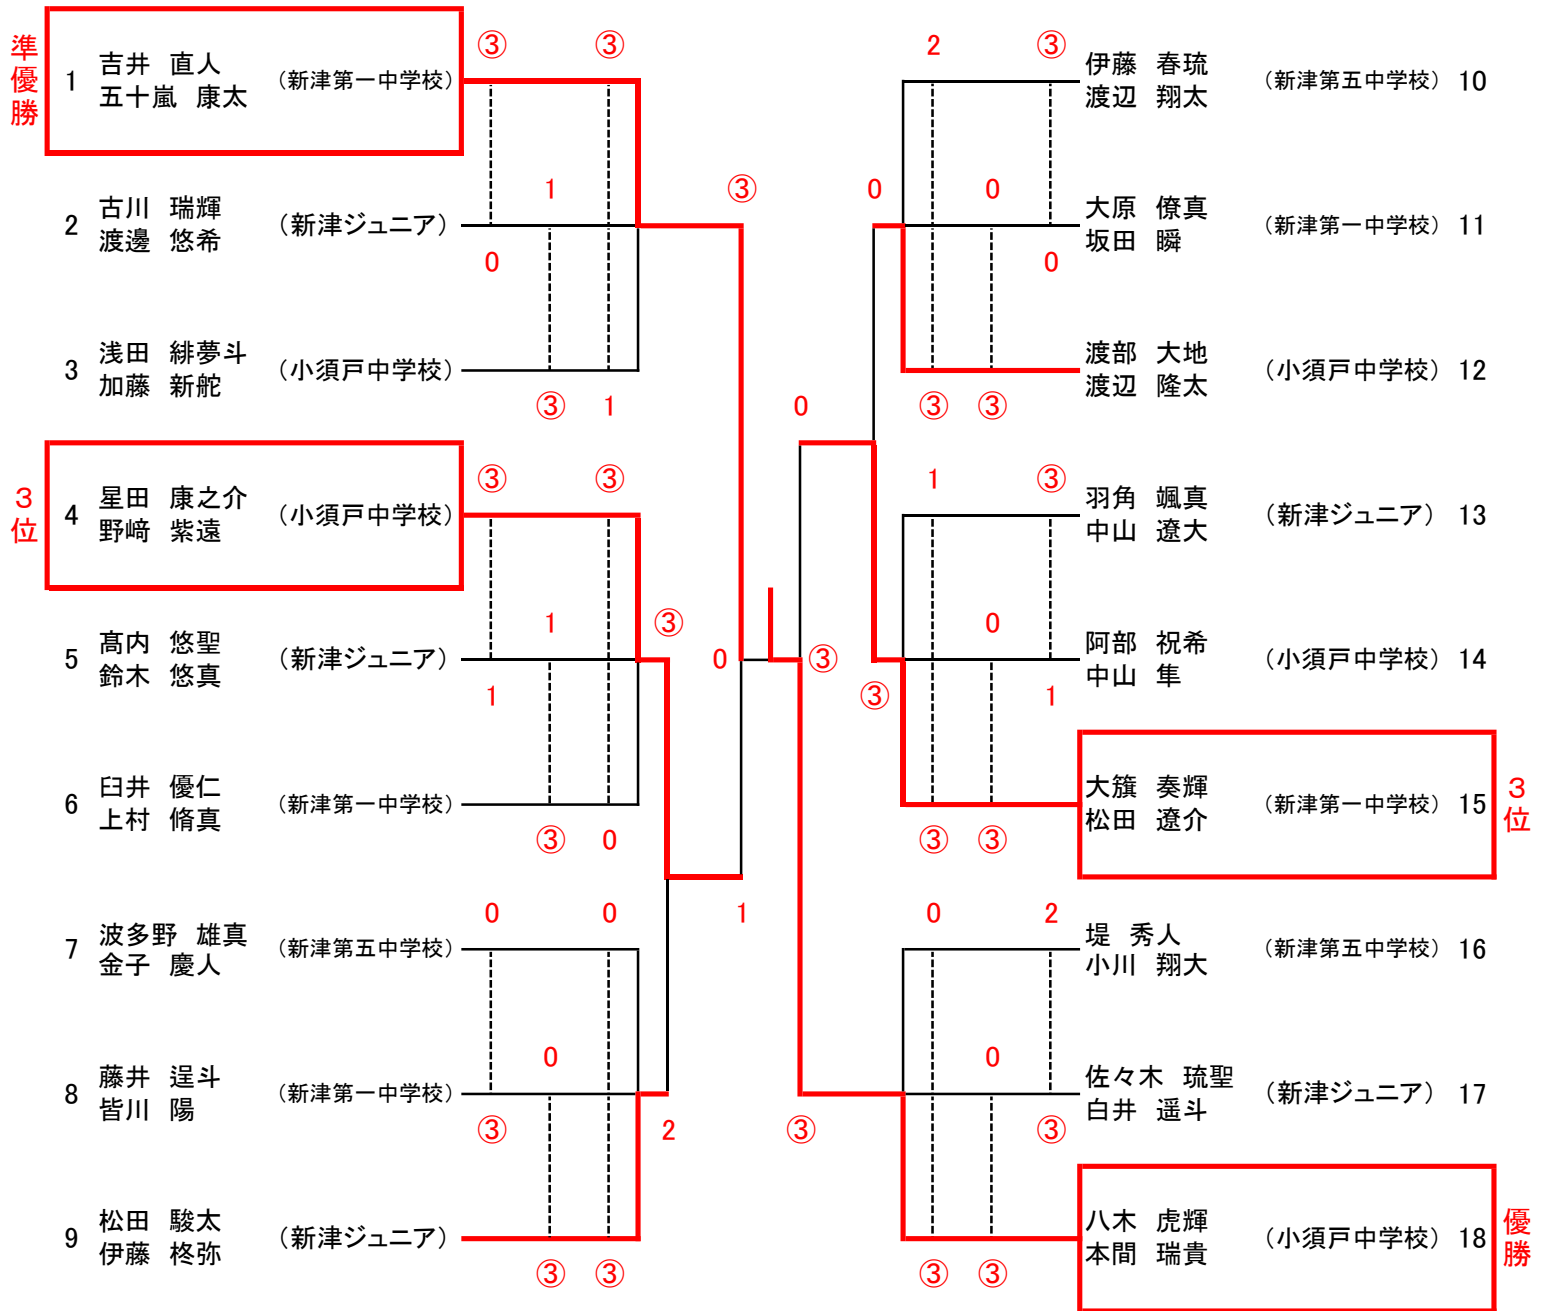 準優勝
1 吉井 直人 (新津第一中学校)
五十嵐 康太
③ ③
2 古川 瑞輝 (新津ジュニア)
渡邊 悠希
1
0
3 浅田 緋夢斗 (小須戸中学校)
加藤 新舵
③ 1
③
3位
4 星田 康之介 (小須戸中学校)
野﨑 紫遠
③ ③
5 髙内 悠聖 (新津ジュニア)
鈴木 悠真
1
1
③
6 臼井 優仁 (新津第一中学校)
上村 脩真
③ 0
7 波多野 雄真 (新津第五中学校)
金子 慶人
0 0
1
8 藤井 逞斗 (新津第一中学校)
皆川 陽
0
③
2
9 松田 駿太 (新津ジュニア)
伊藤 柊弥
③ ③
0 ③
2 ③
伊藤 春琉 (新津第五中学校) 10
渡辺 翔太
0 0
大原 僚真 (新津第一中学校) 11
坂田 瞬
0
渡部 大地 (小須戸中学校) 12
渡辺 隆太
③ ③
0
1 ③
羽角 颯真 (新津ジュニア) 13
中山 遼大
0
阿部 祝希 (小須戸中学校) 14
中山 隼
③ 1
大籏 奏輝 (新津第一中学校) 15
松田 遼介
3位
③ ③
0 2
堤 秀人 (新津第五中学校) 16
小川 翔大
0
佐々木 琉聖 (新津ジュニア) 17
白井 遥斗
③ ③
八木 虎輝 (小須戸中学校) 18
本間 瑞貴
優勝
③ ③